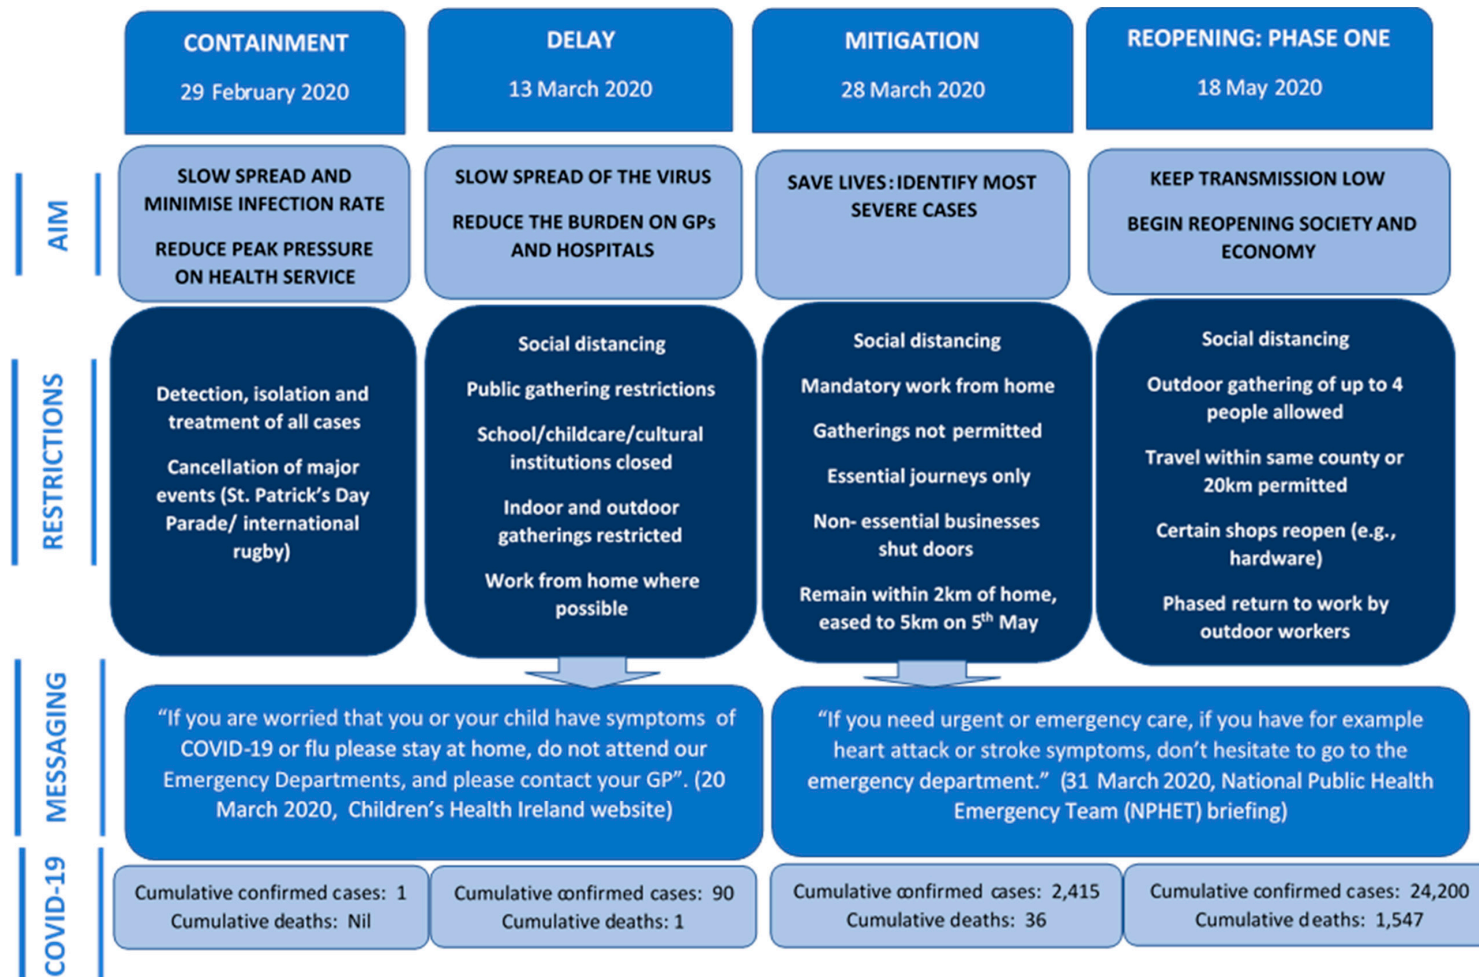 CONTAINMENT
29 February 2020
DELAY
13 March 2020
MITIGATION
28 March 2020
REOPENING: PHASE ONE
18 May 2020
AIM
SLOW SPREAD AND
MINIMISE INFECTION RATE
REDUCE PEAK PRESSURE
ON HEALTH SERVICE
SLOW SPREAD OF THE VIRUS
REDUCE THE BURDEN ON GPs
AND HOSPITALS
SAVE LIVES: IDENTIFY MOST
SEVERE CASES
KEEP TRANSMISSION LOW
BEGIN REOPENING SOCIETY AND
ECONOMY
RESTRICTIONS
Detection, isolation and
treatment of all cases
Cancellation of major
events (St. Patrick's Day
Parade/ international
rugby)
Social distancing
Public gathering restrictions
School/childcare/cultural
institutions closed
Indoor and outdoor
gatherings restricted
Work from home where
possible
Social distancing
Mandatory work from home
Gatherings not permitted
Essential journeys only
Non- essential businesses
shut doors
Remain within 2km of home,
eased to 5km on 5th May
Social distancing
Outdoor gathering of up to 4
people allowed
Travel within same county or
20km permitted
Certain shops reopen (e.g.,
hardware)
Phased return to work by
outdoor workers
MESSAGING
“If you are worried that you or your child have symptoms of
COVID-19 or flu please stay at home, do not attend our
Emergency Departments, and please contact your GP”. (20
March 2020, Children’s Health Ireland website)
“If you need urgent or emergency care, if you have for example
heart attack or stroke symptoms, don’t hesitate to go to the
emergency department.” (31 March 2020, National Public Health
Emergency Team (NPHET) briefing)
COVID-19
Cumulative confirmed cases: 1
Cumulative deaths: Nil
Cumulative confirmed cases: 90
Cumulative deaths: 1
Cumulative confirmed cases: 2,415
Cumulative deaths: 36
Cumulative confirmed cases: 24,200
Cumulative deaths: 1,547